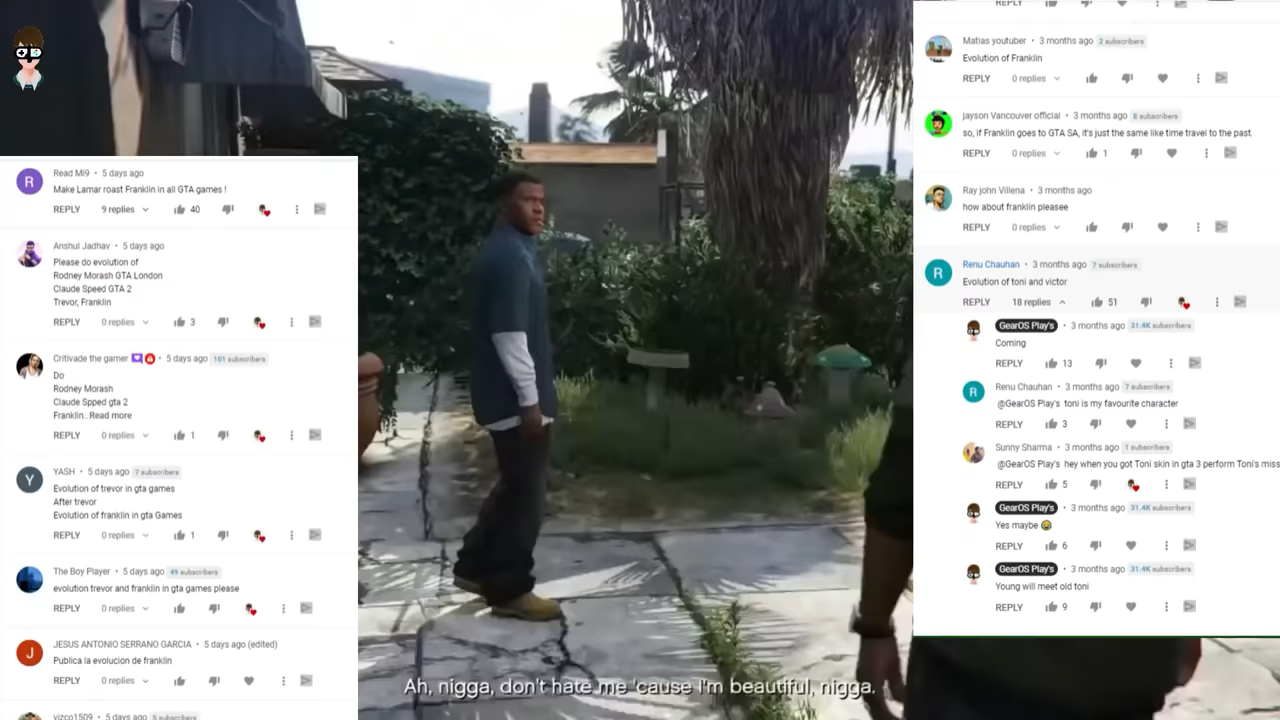 Read Mi9 • 5 days ago
Make Lamar roast Franklin in all GTA games !
REPLY 9 replies 40
Anshul Jadhav • 5 days ago
Please do evolution of
Rodney Morash GTA London
Claude Speed GTA 2
Trevor, Franklin
REPLY 0 replies 3
Critivade the gamer • 5 days ago 101 subscribers
Do
Rodney Morash
Claude Spped gta 2
Franklin.. Read more
REPLY 0 replies 1
YASH • 5 days ago 7 subscribers
Evolution of trevor in gta games
After trevor
Evolution of franklin in gta Games
REPLY 0 replies 1
The Boy Player • 5 days ago 49 subscribers
evolution trevor and franklin in gta games please
REPLY 0 replies
JESUS ANTONIO SERRANO GARCIA • 5 days ago (edited)
Publica la evolucion de franklin
REPLY 0 replies
vizco1509 • 5 days ago 5 subscribers
Ah, nigga, don't hate me 'cause I'm beautiful, nigga.
REPLY
Matias youtuber • 3 months ago 2 subscribers
Evolution of Franklin
REPLY 0 replies
jayson Vancouver official • 3 months ago 8 subscribers
so, if Franklin goes to GTA SA, it's just the same like time travel to the past.
REPLY 0 replies 1
Ray john Villena • 3 months ago
how about franklin pleasee
REPLY 0 replies
Renu Chauhan • 3 months ago 7 subscribers
Evolution of toni and victor
REPLY 18 replies 51
GearOS Play's • 3 months ago 31.4K subscribers
Coming
REPLY 13
Renu Chauhan • 3 months ago 7 subscribers
@GearOS Play's toni is my favourite character
REPLY 3
Sunny Sharma • 3 months ago 1 subscribers
@GearOS Play's hey when you got Toni skin in gta 3 perform Toni's miss
REPLY 5
GearOS Play's • 3 months ago 31.4K subscribers
Yes maybe 😂
REPLY 6
GearOS Play's • 3 months ago 31.4K subscribers
Young will meet old toni
REPLY 9
R
Y
J
R
R